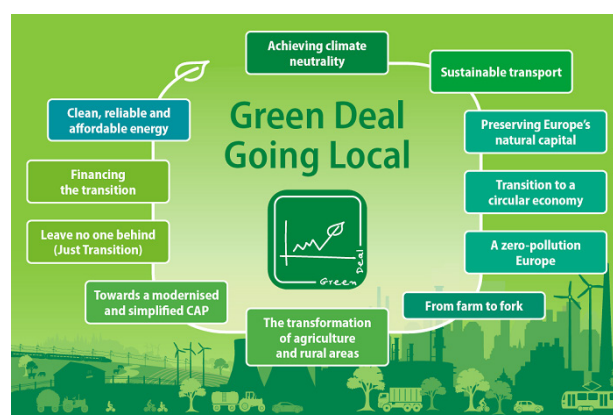 Achieving climate
neutrality
Sustainable transport
Clean, reliable and
affordable energy
Green Deal
Going Local
Preserving Europe's
natural capital
Financing
the transition
Transition to a
circular economy
Leave no one behind
(Just Transition)
A zero-pollution
Europe
Green Deal
Towards a modernised
and simplified CAP
From farm to fork
The transformation
of agriculture
and rural areas